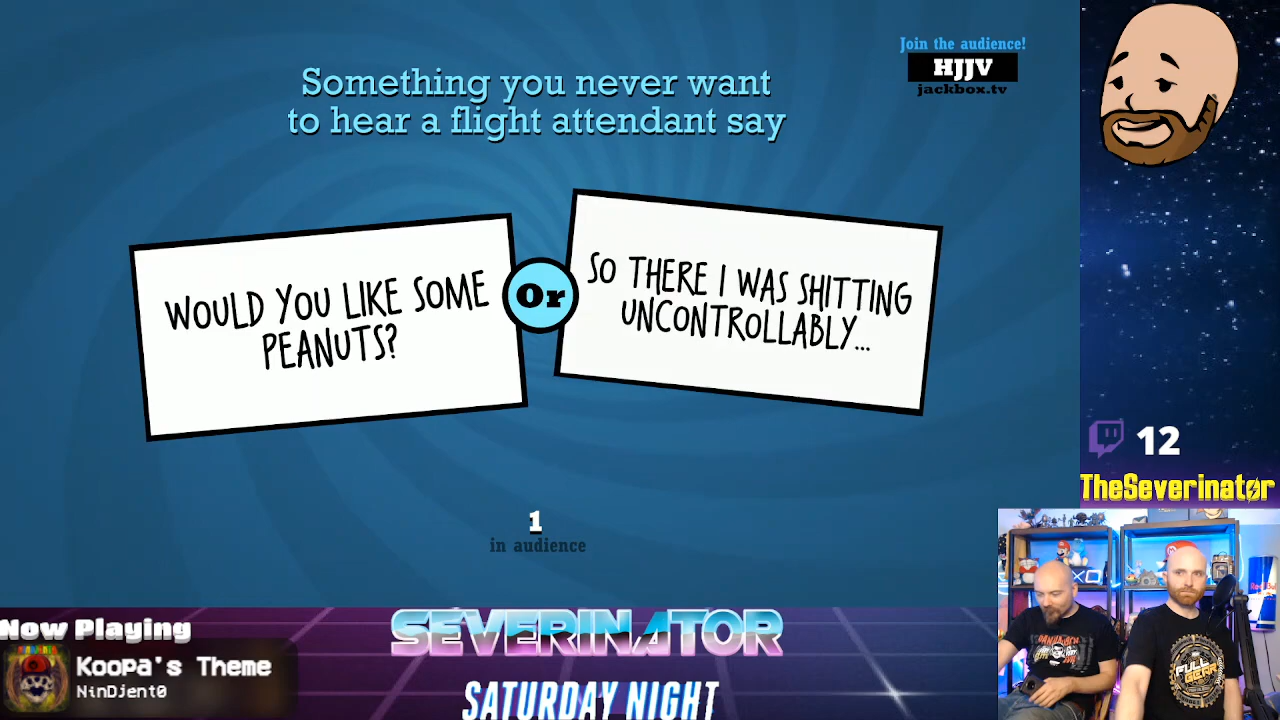 Join the audience!
HJJV
jackbox.tv
Something you never want
to hear a flight attendant say
WOULD YOU LIKE SOME
PEANUTS?
Or
SO THERE I WAS SHITTING
UNCONTROLLABLY...
1
in audience
12
TheSeverinator
Now Playing
Koopa's Theme
NinDjent0
SEVERINATOR
SATURDAY NIGHT
FULL
GEAR